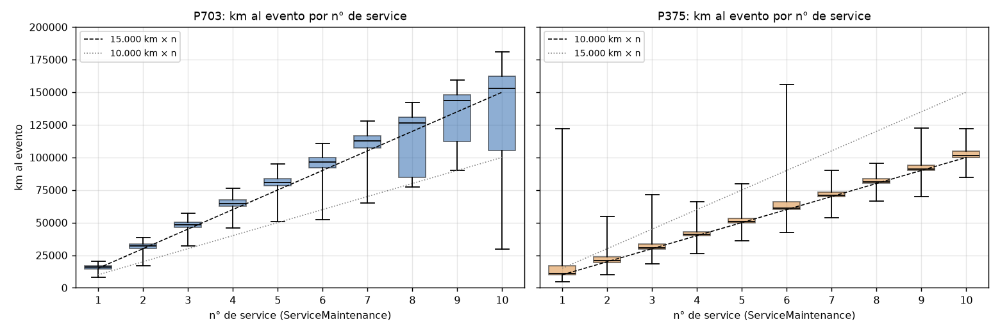 P703: km al evento por n° de service
15.000 km × n
10.000 km × n
200000
175000
150000
125000
100000
75000
50000
25000
0
km al evento
1 2 3 4 5 6 7 8 9 10
n° de service (ServiceMaintenance)
P375: km al evento por n° de service
10.000 km × n
15.000 km × n
1 2 3 4 5 6 7 8 9 10
n° de service (ServiceMaintenance)